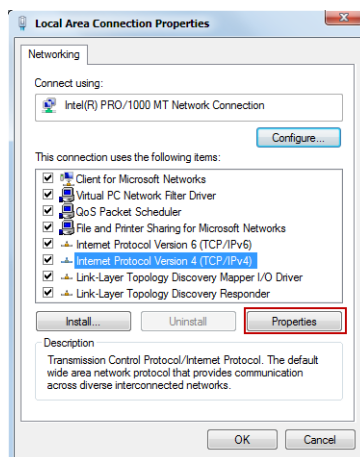 Local Area Connection Properties
Networking
Connect using:
Intel(R) PRO/1000 MT Network Connection
Configure...
This connection uses the following items:
Client for Microsoft Networks
Virtual PC Network Filter Driver
QoS Packet Scheduler
File and Printer Sharing for Microsoft Networks
Internet Protocol Version 6 (TCP/IPv6)
Internet Protocol Version 4 (TCP/IPv4)
Link-Layer Topology Discovery Mapper I/O Driver
Link-Layer Topology Discovery Responder
Install... Uninstall Properties
Description
Transmission Control Protocol/Internet Protocol. The default
wide area network protocol that provides communication
across diverse interconnected networks.
OK Cancel